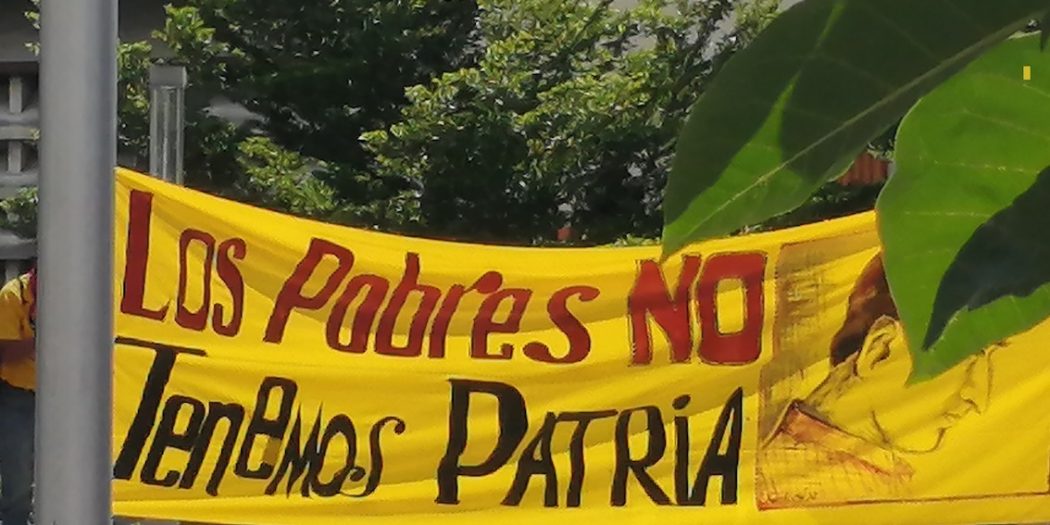 Los Pobres NO
Tenemos PATRiA